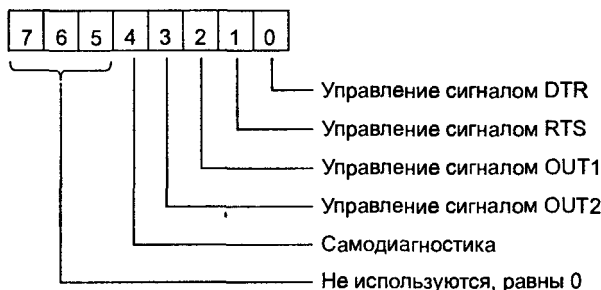 7 6 5 4 3 2 1 0
Управление сигналом DTR
Управление сигналом RTS
Управление сигналом OUT1
Управление сигналом OUT2
Самодиагностика
Не используются, равны 0